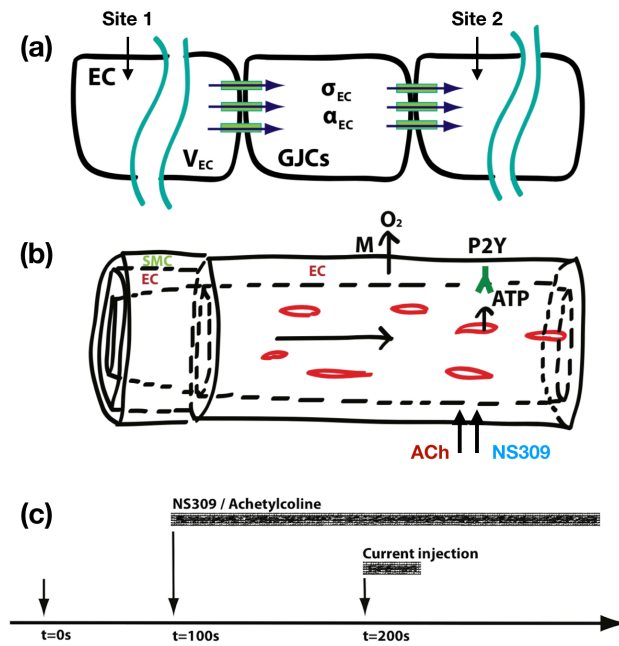 Site 1
Site 2
(a)
EC
σEC
αEC
VEC
GJCs
(b)
O2
M
P2Y
SMC
EC
EC
ATP
ACh
NS309
(c)
NS309 / Achetylcoline
Current injection
t=0s
t=100s
t=200s